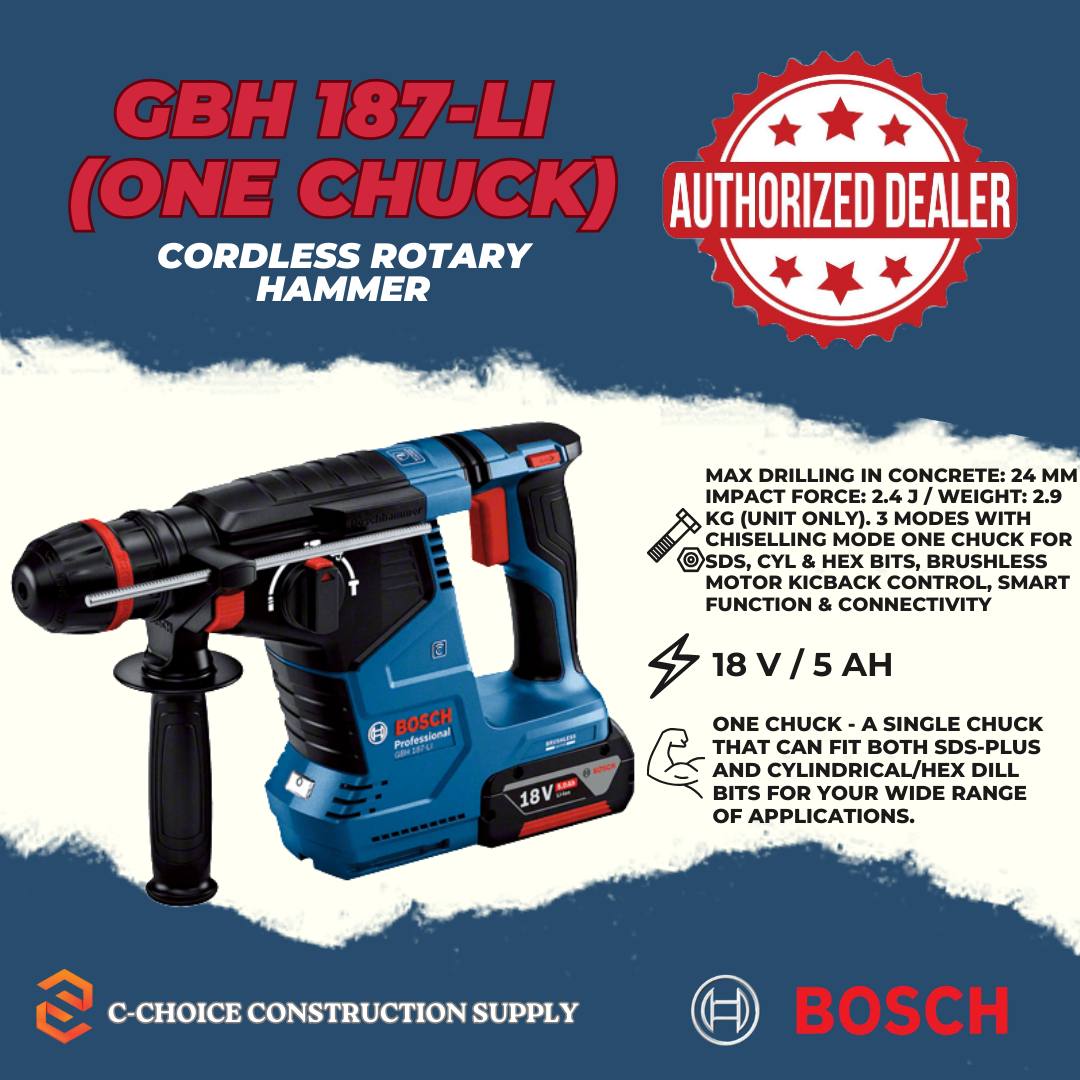 GBH 187-LI
(ONE CHUCK)
CORDLESS ROTARY
HAMMER
AUTHORIZED DEALER
MAX DRILLING IN CONCRETE: 24 MM
IMPACT FORCE: 2.4 J / WEIGHT: 2.9
KG (UNIT ONLY). 3 MODES WITH
CHISELLING MODE ONE CHUCK FOR
SDS, CYL & HEX BITS, BRUSHLESS
MOTOR KICBACK CONTROL, SMART
FUNCTION & CONNECTIVITY
18 V / 5 AH
ONE CHUCK - A SINGLE CHUCK
THAT CAN FIT BOTH SDS-PLUS
AND CYLINDRICAL/HEX DILL
BITS FOR YOUR WIDE RANGE
OF APPLICATIONS.
BOSCH
Professional
GBH 187-LI
BRUSHLESS
BOSCH
18V 5.0Ah
Li-Ion
C-CHOICE CONSTRUCTION SUPPLY
BOSCH